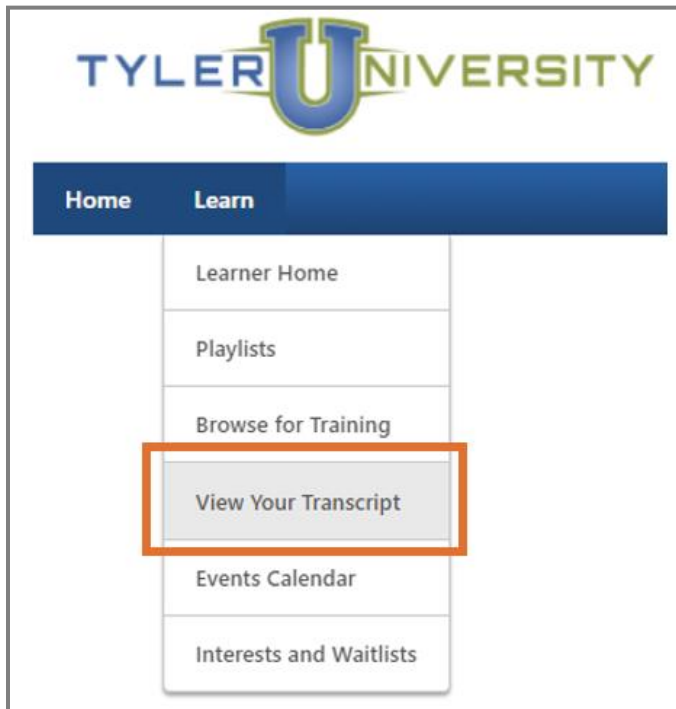 TYLER UNIVERSITY
Home Learn
Learner Home
Playlists
Browse for Training
View Your Transcript
Events Calendar
Interests and Waitlists